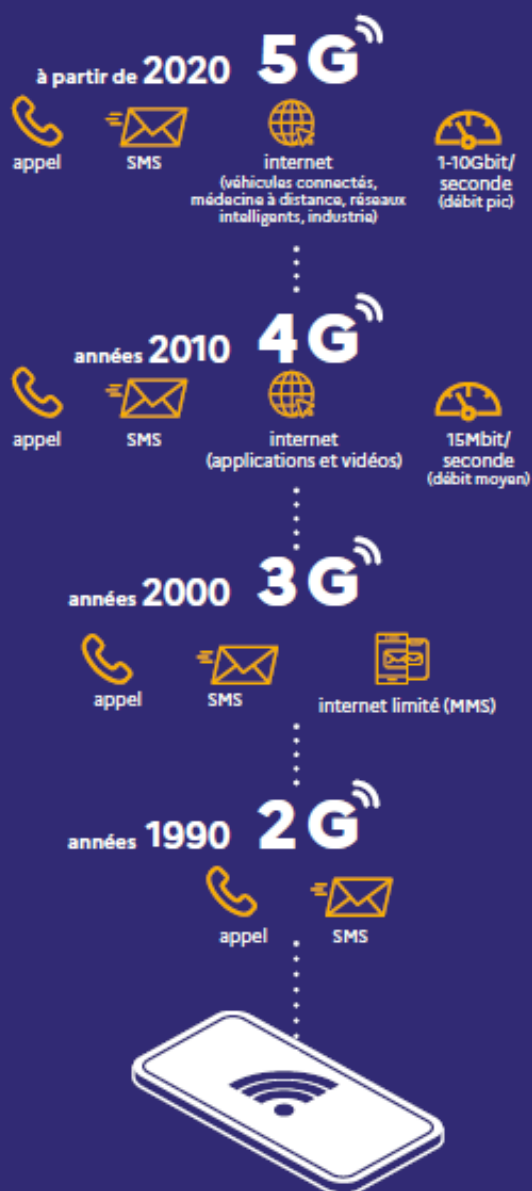 à partir de 2020 5G
appel
SMS
internet
(véhicules connectés,
médecine à distance, réseaux
intelligents, industrie)
1-10Gbit/
seconde
(débit pic)
années 2010 4G
appel
SMS
internet
(applications et vidéos)
15Mbit/
seconde
(débit moyen)
années 2000 3G
appel
SMS
internet limité (MMS)
années 1990 2G
appel
SMS